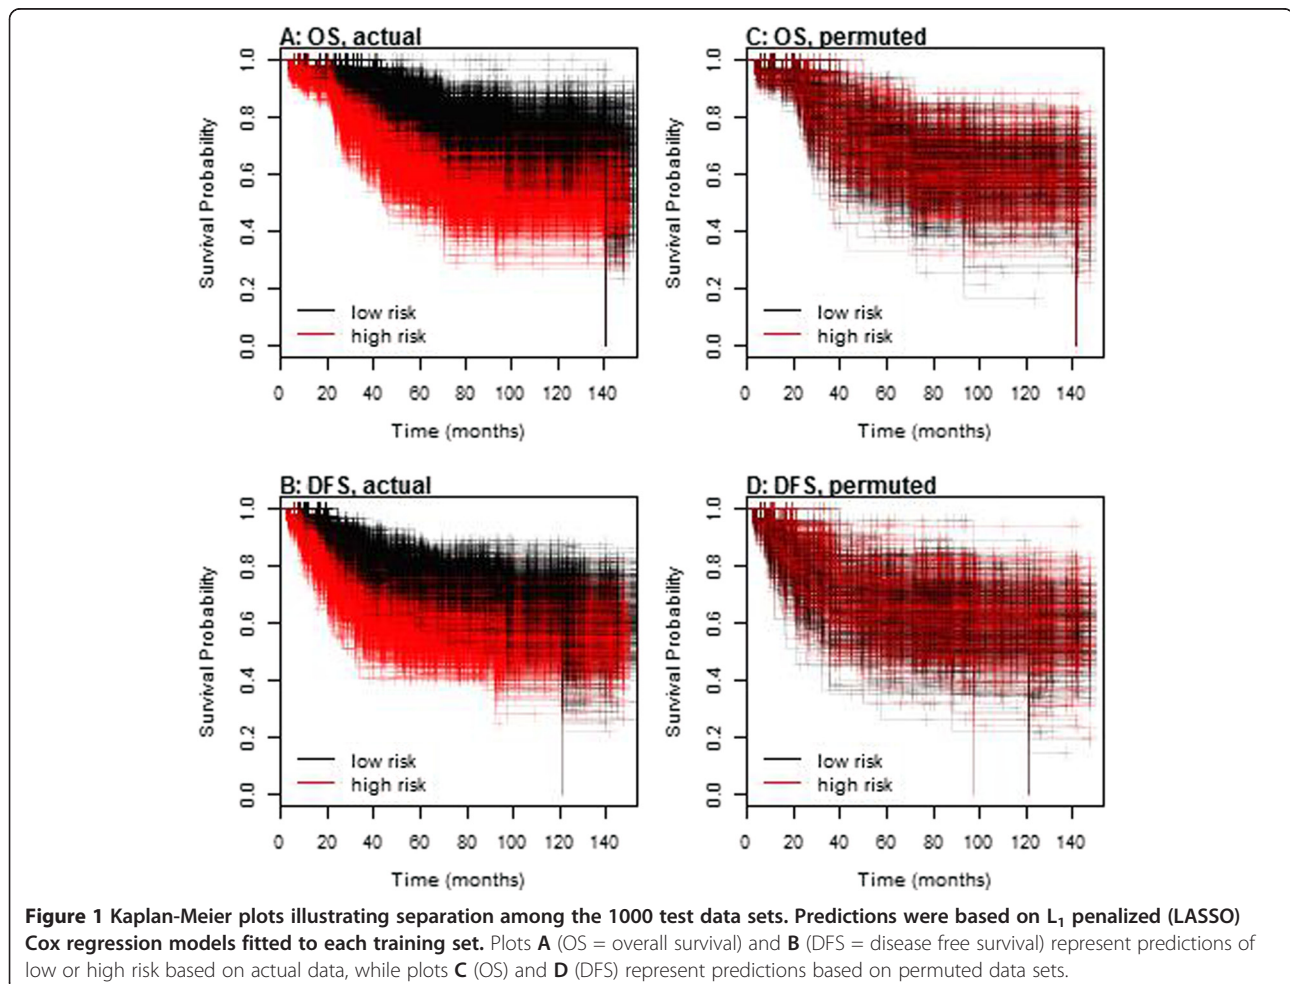 A: OS, actual
Survival Probability
1.0
0.8
0.6
0.4
0.2
0.0
low risk
high risk
0 20 40 60 80 100 120 140
Time (months)
C: OS, permuted
Survival Probability
1.0
0.8
0.6
0.4
0.2
0.0
low risk
high risk
0 20 40 60 80 100 120 140
Time (months)
B: DFS, actual
Survival Probability
1.0
0.8
0.6
0.4
0.2
0.0
low risk
high risk
0 20 40 60 80 100 120 140
Time (months)
D: DFS, permuted
Survival Probability
1.0
0.8
0.6
0.4
0.2
0.0
low risk
high risk
0 20 40 60 80 100 120 140
Time (months)
Figure 1 Kaplan-Meier plots illustrating separation among the 1000 test data sets. Predictions were based on L₁ penalized (LASSO)
Cox regression models fitted to each training set. Plots A (OS = overall survival) and B (DFS = disease free survival) represent predictions of
low or high risk based on actual data, while plots C (OS) and D (DFS) represent predictions based on permuted data sets.